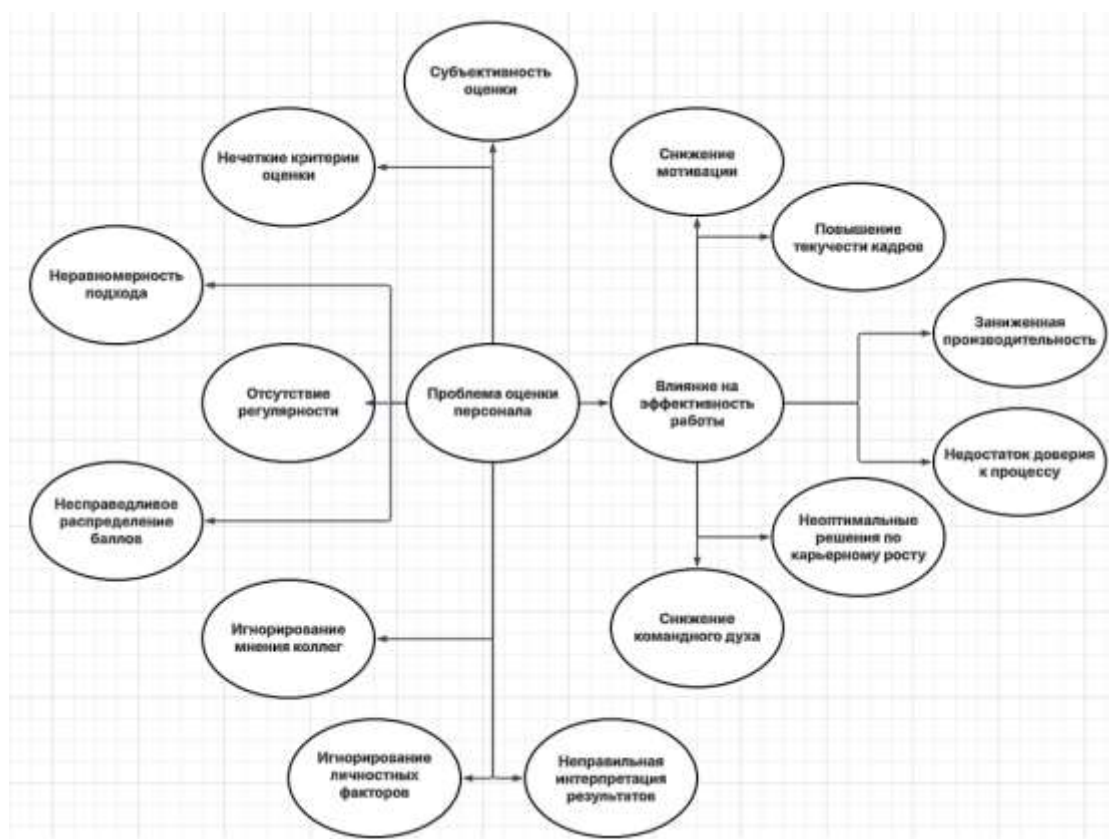 Субъективность
оценки
Нечеткие критерии
оценки
Снижение
мотивации
Повышение
текучести кадров
Неравномерность
подхода
Заниженная
производительность
Отсутствие
регулярности
Проблема оценки
персонала
Влияние на
эффективность
работы
Недостаток доверия
к процессу
Несправедливое
распределение
баллов
Неоптимальные
решения по
карьерному росту
Игнорирование
мнения коллег
Снижение
командного духа
Игнорирование
личностных
факторов
Неправильная
интерпретация
результатов